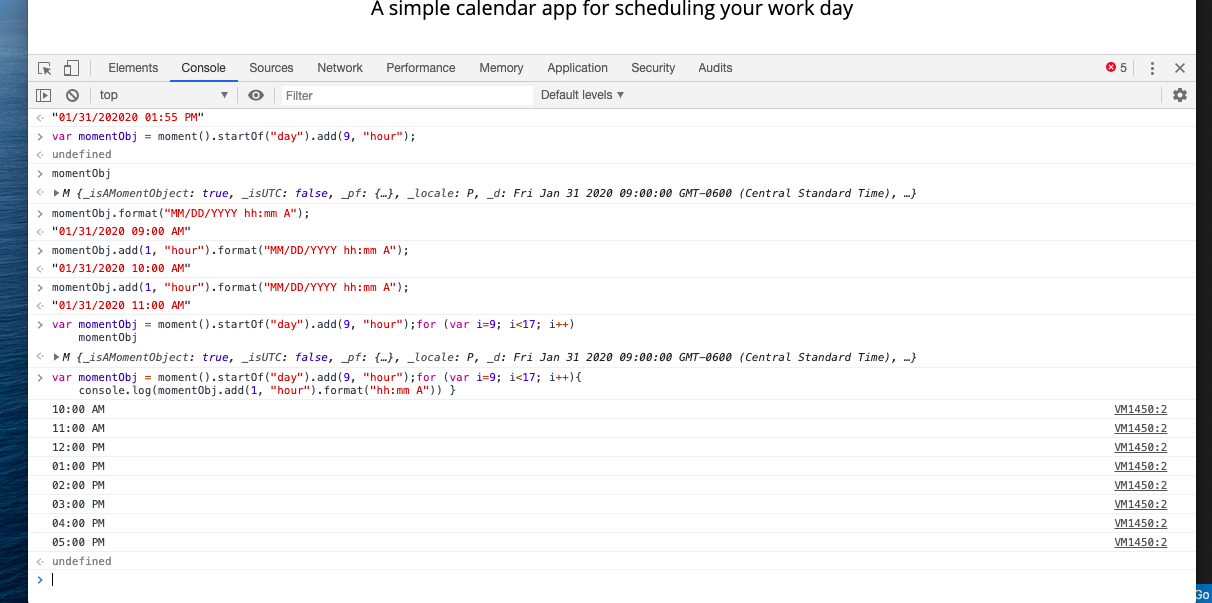 A simple calendar app for scheduling your work day
Elements Console Sources Network Performance Memory Application Security Audits 5
top Filter Default levels
"01/31/202020 01:55 PM"
var momentObj = moment().startOf("day").add(9, "hour");
undefined
momentObj
M {_isAMomentObject: true, _isUTC: false, _pf: {…}, _locale: P, _d: Fri Jan 31 2020 09:00:00 GMT-0600 (Central Standard Time), …}
momentObj.format("MM/DD/YYYY hh:mm A");
"01/31/2020 09:00 AM"
momentObj.add(1, "hour").format("MM/DD/YYYY hh:mm A");
"01/31/2020 10:00 AM"
momentObj.add(1, "hour").format("MM/DD/YYYY hh:mm A");
"01/31/2020 11:00 AM"
var momentObj = moment().startOf("day").add(9, "hour");for (var i=9; i<17; i++)
momentObj
M {_isAMomentObject: true, _isUTC: false, _pf: {…}, _locale: P, _d: Fri Jan 31 2020 09:00:00 GMT-0600 (Central Standard Time), …}
var momentObj = moment().startOf("day").add(9, "hour");for (var i=9; i<17; i++){
console.log(momentObj.add(1, "hour").format("hh:mm A")) }
10:00 AM VM1450:2
11:00 AM VM1450:2
12:00 PM VM1450:2
01:00 PM VM1450:2
02:00 PM VM1450:2
03:00 PM VM1450:2
04:00 PM VM1450:2
05:00 PM VM1450:2
undefined
Go